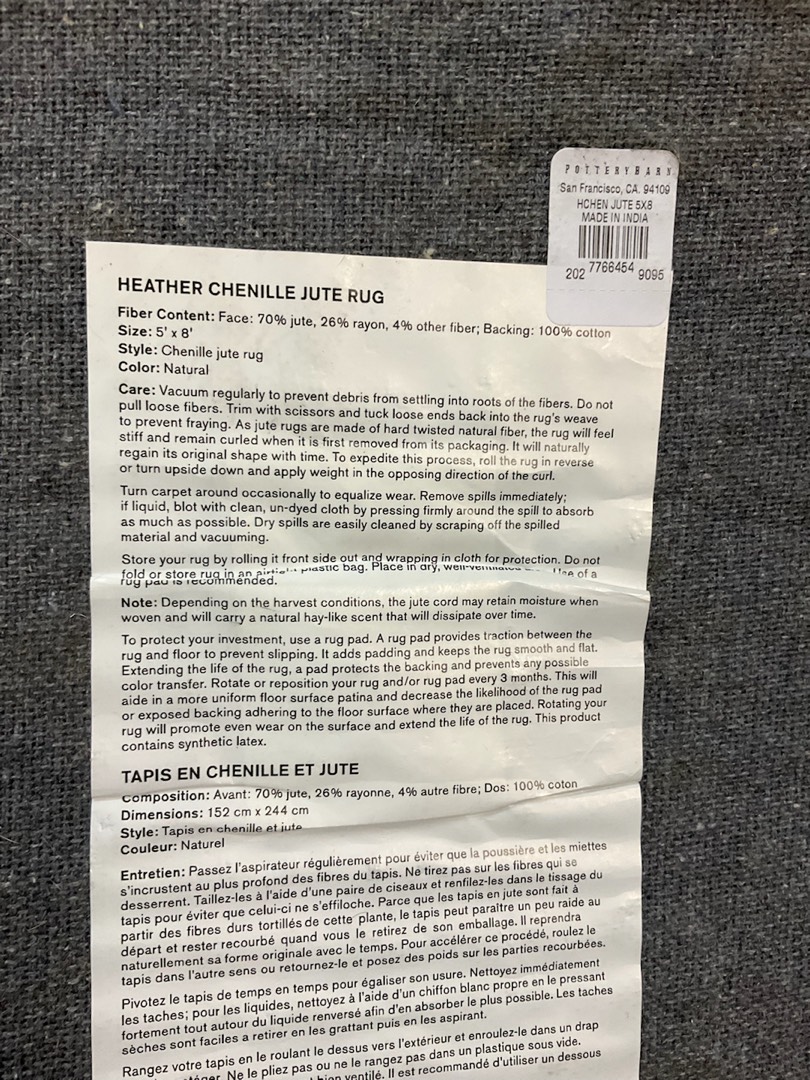 POTTERYBARN
San Francisco, CA. 94109
HCHEN JUTE 5X8
MADE IN INDIA
202 7766454 9095
HEATHER CHENILLE JUTE RUG
Fiber Content: Face: 70% jute, 26% rayon, 4% other fiber; Backing: 100% cotton
Size: 5' x 8'
Style: Chenille jute rug
Color: Natural
Care: Vacuum regularly to prevent debris from settling into roots of the fibers. Do not
pull loose fibers. Trim with scissors and tuck loose ends back into the rug's weave
to prevent fraying. As jute rugs are made of hard twisted natural fiber, the rug will feel
stiff and remain curled when it is first removed from its packaging. It will naturally
regain its original shape with time. To expedite this process, roll the rug in reverse
or turn upside down and apply weight in the opposing direction of the curl.
Turn carpet around occasionally to equalize wear. Remove spills immediately;
if liquid, blot with clean, un-dyed cloth by pressing firmly around the spill to absorb
as much as possible. Dry spills are easily cleaned by scraping off the spilled
material and vacuuming.
Store your rug by rolling it front side out and wrapping in cloth for protection. Do not
fold or store rug in an airtight plastic bag. Place in dry, well-ventilated Use of a
rug pad is recommended.
Note: Depending on the harvest conditions, the jute cord may retain moisture when
woven and will carry a natural hay-like scent that will dissipate over time.
To protect your investment, use a rug pad. A rug pad provides traction between the
rug and floor to prevent slipping. It adds padding and keeps the rug smooth and flat.
Extending the life of the rug, a pad protects the backing and prevents any possible
color transfer. Rotate or reposition your rug and/or rug pad every 3 months. This will
aide in a more uniform floor surface patina and decrease the likelihood of the rug pad
or exposed backing adhering to the floor surface where they are placed. Rotating your
rug will promote even wear on the surface and extend the life of the rug. This product
contains synthetic latex.
TAPIS EN CHENILLE ET JUTE
Composition: Avant: 70% jute, 26% rayonne, 4% autre fibre; Dos: 100% coton
Dimensions: 152 cm x 244 cm
Style: Tapis en chenille et jute
Couleur: Naturel
Entretien: Passez l'aspirateur régulièrement pour éviter que la poussière et les miettes
s'incrustent au plus profond des fibres du tapis. Ne tirez pas sur les fibres qui se
desserrent. Taillez-les à l'aide d'une paire de ciseaux et renfilez-les dans le tissage du
tapis pour éviter que celui-ci ne s'effiloche. Parce que les tapis en jute sont fait à
partir des fibres durs tortillés de cette plante, le tapis peut paraître un peu raide au
départ et rester recourbé quand vous le retirez de son emballage. Il reprendra
naturellement sa forme originale avec le temps. Pour accélérer ce procédé, roulez le
tapis dans l'autre sens ou retournez-le et posez des poids sur les parties recourbées.
Pivotez le tapis de temps en temps pour égaliser son usure. Nettoyez immédiatement
les taches; pour les liquides, nettoyez à l'aide d'un chiffon blanc propre en le pressant
fortement tout autour du liquide renversé afin d'en absorber le plus possible. Les taches
sèches sont faciles a retirer en les grattant puis en les aspirant.
Rangez votre tapis en le roulant le dessus vers l'extérieur et enroulez-le dans un drap
Ne le pliez pas ou ne le rangez pas dans un plastique sous vide.
bien ventilé. Il est recommandé d'utiliser un dessous